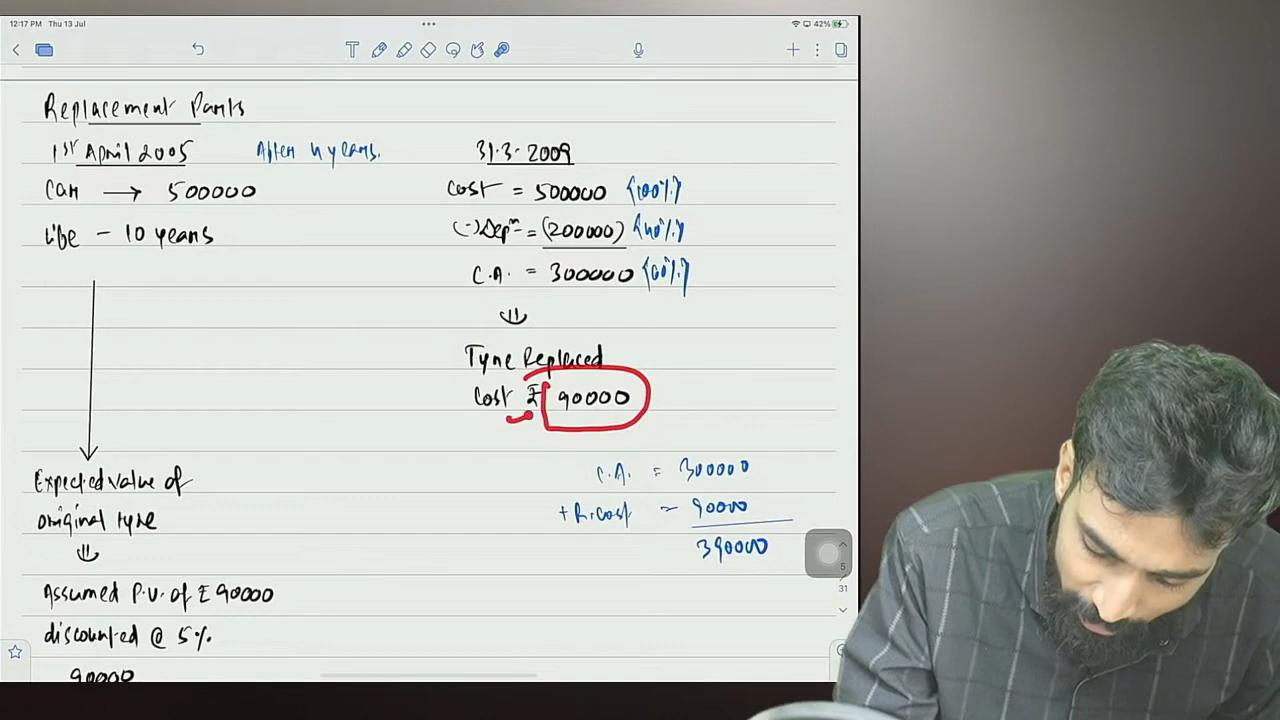 12:17 PM Thu 13 Jul
42%
Replacement Parts
1st April 2005 After 4 years. 31.3.2009
Car → 500000 Cost = 500000 {100%}
Life - 10 years (-) Depn = (200000) {40%}
C.A. = 300000 {60%}
Tyre Replaced
Cost ₹ 90000
C.A. = 300000
+ R.Cost = 90000
390000
Expected value of
original tyre
Assumed P.V. of ₹ 90000
discounted @ 5%
90000
5
31